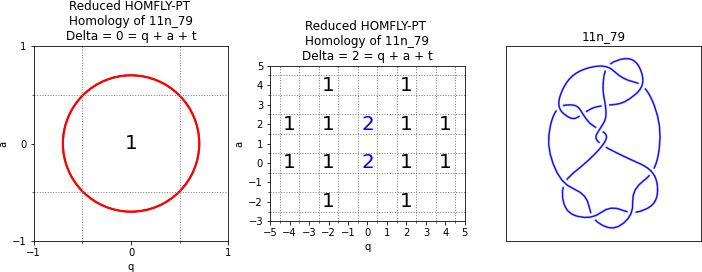 Reduced HOMFLY-PT
Homology of 11n_79
Delta = 0 = q + a + t
1
0
−1
a
1
−1
0
1
q
Reduced HOMFLY-PT
Homology of 11n_79
Delta = 2 = q + a + t
5
4
3
2
1
0
−1
−2
−3
a
1 1
1 1 2 1 1
1 1 2 1 1
1 1
−5 −4 −3 −2 −1 0 1 2 3 4 5
q
11n_79